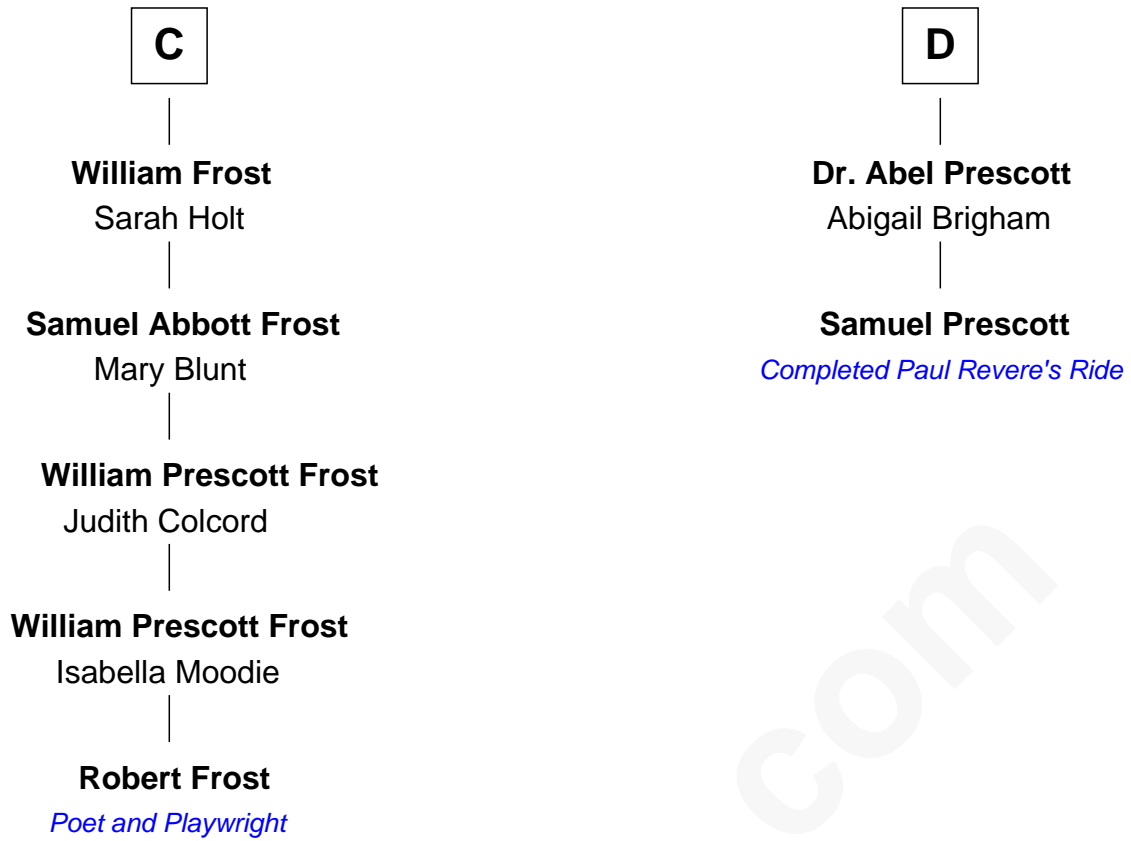 C
William Frost
Sarah Holt
Samuel Abbott Frost
Mary Blunt
William Prescott Frost
Judith Colcord
William Prescott Frost
Isabella Moodie
Robert Frost
Poet and Playwright
D
Dr. Abel Prescott
Abigail Brigham
Samuel Prescott
Completed Paul Revere's Ride
com